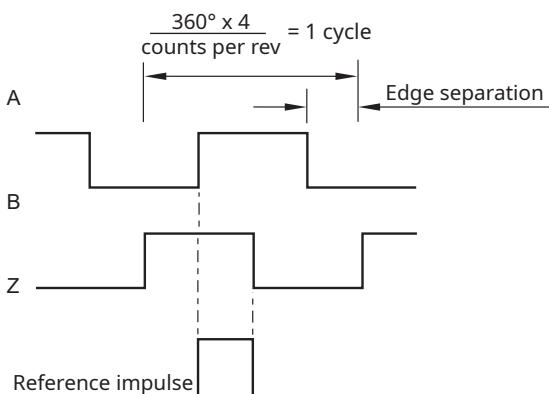 360° x 4
counts per rev
= 1 cycle
A
Edge separation
B
Z
Reference impulse